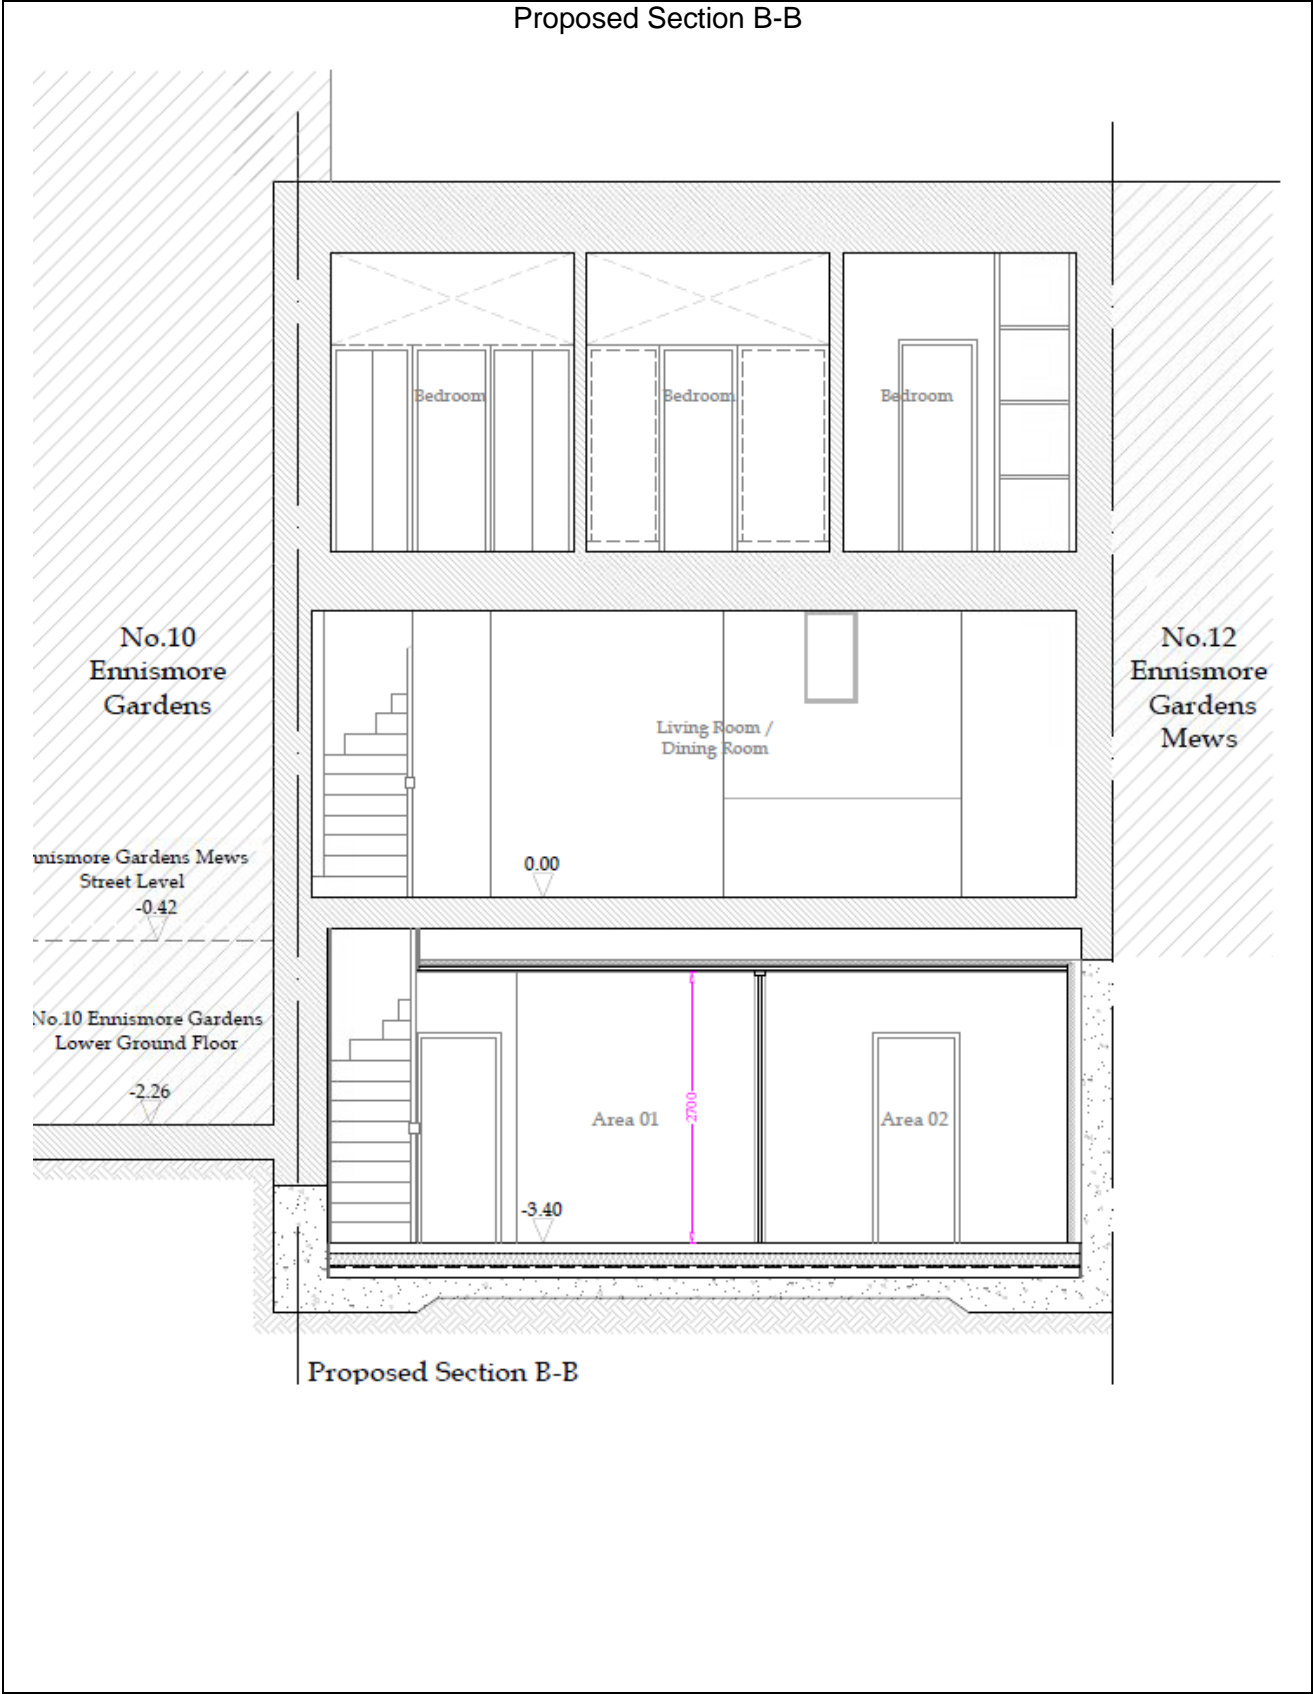 Proposed Section B-B
Bedroom
Bedroom
Bedroom
No.10
Ennismore
Gardens
No.12
Ennismore
Gardens
Mews
Living Room /
Dining Room
0.00
nnismore Gardens Mews
Street Level
-0.42
No.10 Ennismore Gardens
Lower Ground Floor
-2.26
Area 01
2700
Area 02
-3.40
Proposed Section B-B